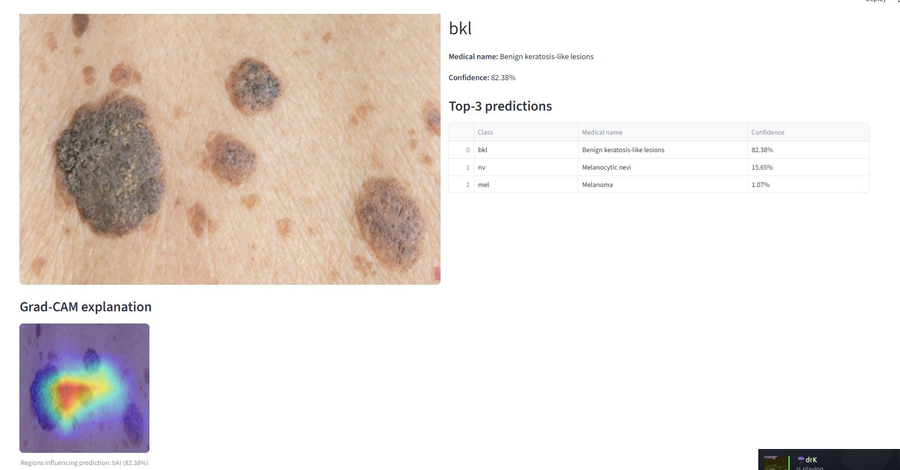 Deploy
bkl
Medical name: Benign keratosis-like lesions
Confidence: 82.38%
Top-3 predictions
Class Medical name Confidence
0 bkl Benign keratosis-like lesions 82.38%
1 nv Melanocytic nevi 15.65%
2 mel Melanoma 1.07%
Grad-CAM explanation
Regions influencing prediction: bkl (82.38%)
drK
is playing